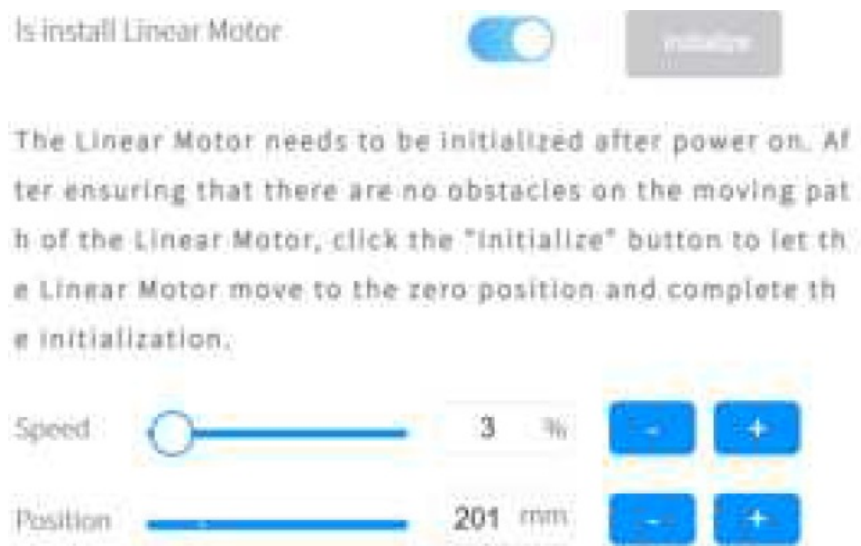 Is install Linear Motor
Initialize
The Linear Motor needs to be initialized after power on. Af
ter ensuring that there are no obstacles on the moving pat
h of the Linear Motor, click the "Initialize" button to let th
e Linear Motor move to the zero position and complete th
e initialization.
Speed 3 % - +
Position 201 mm - +